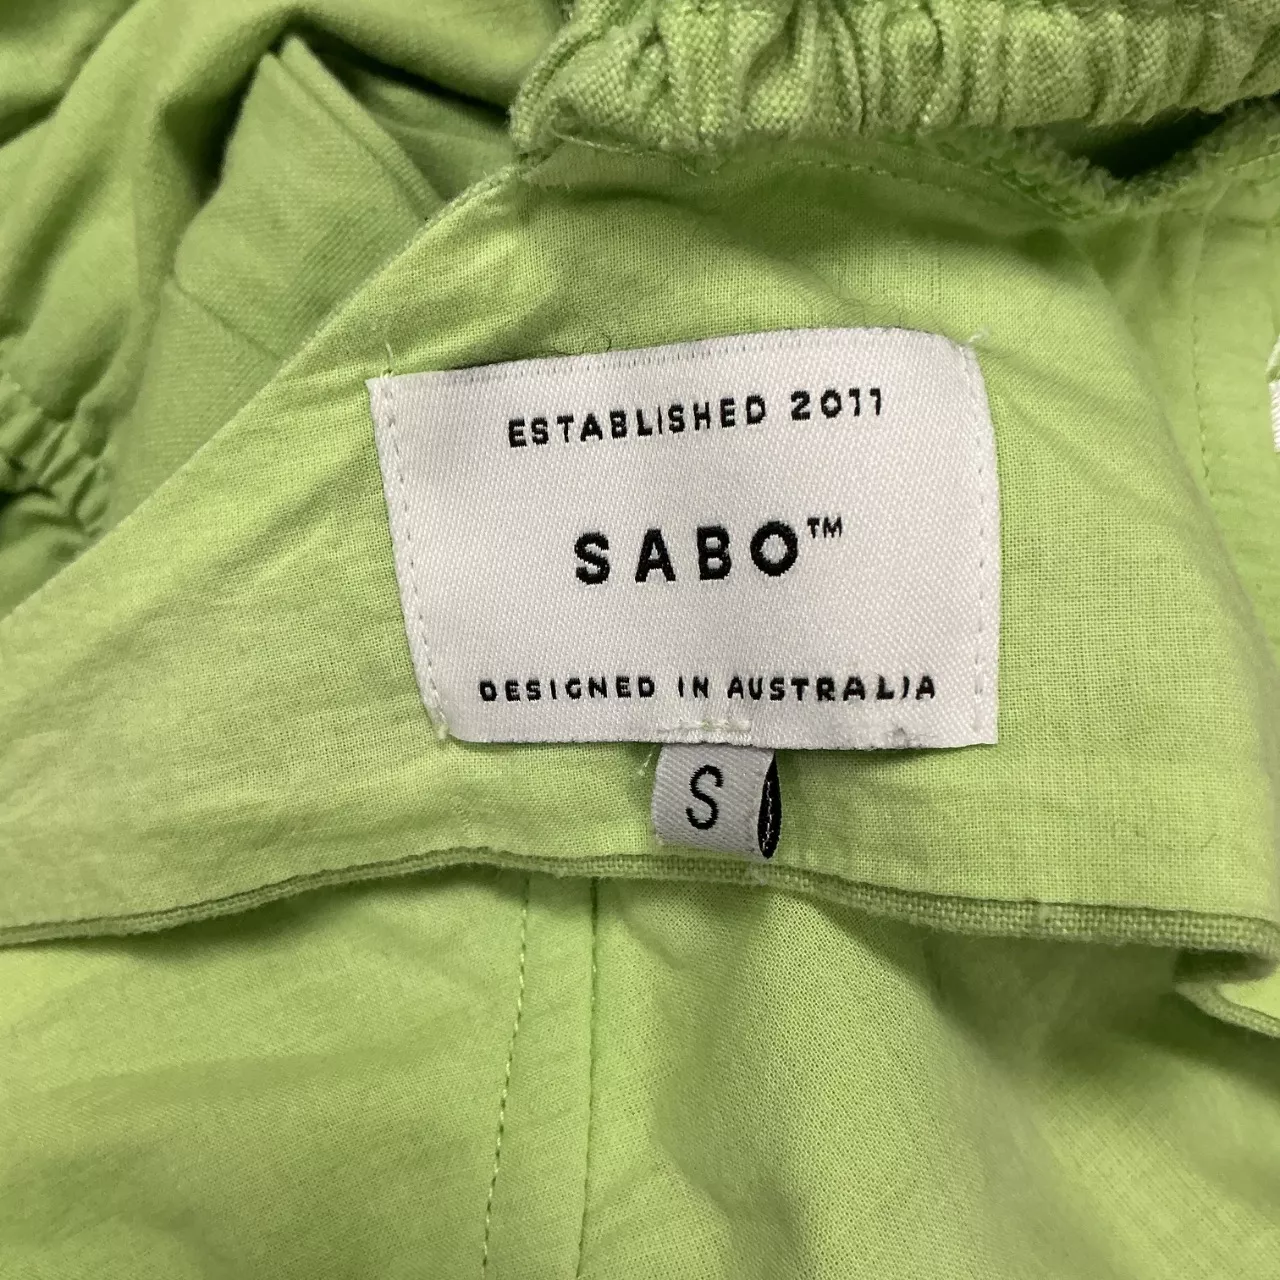 ESTABLISHED 2011
SABO™
DESIGNED IN AUSTRALIA
S